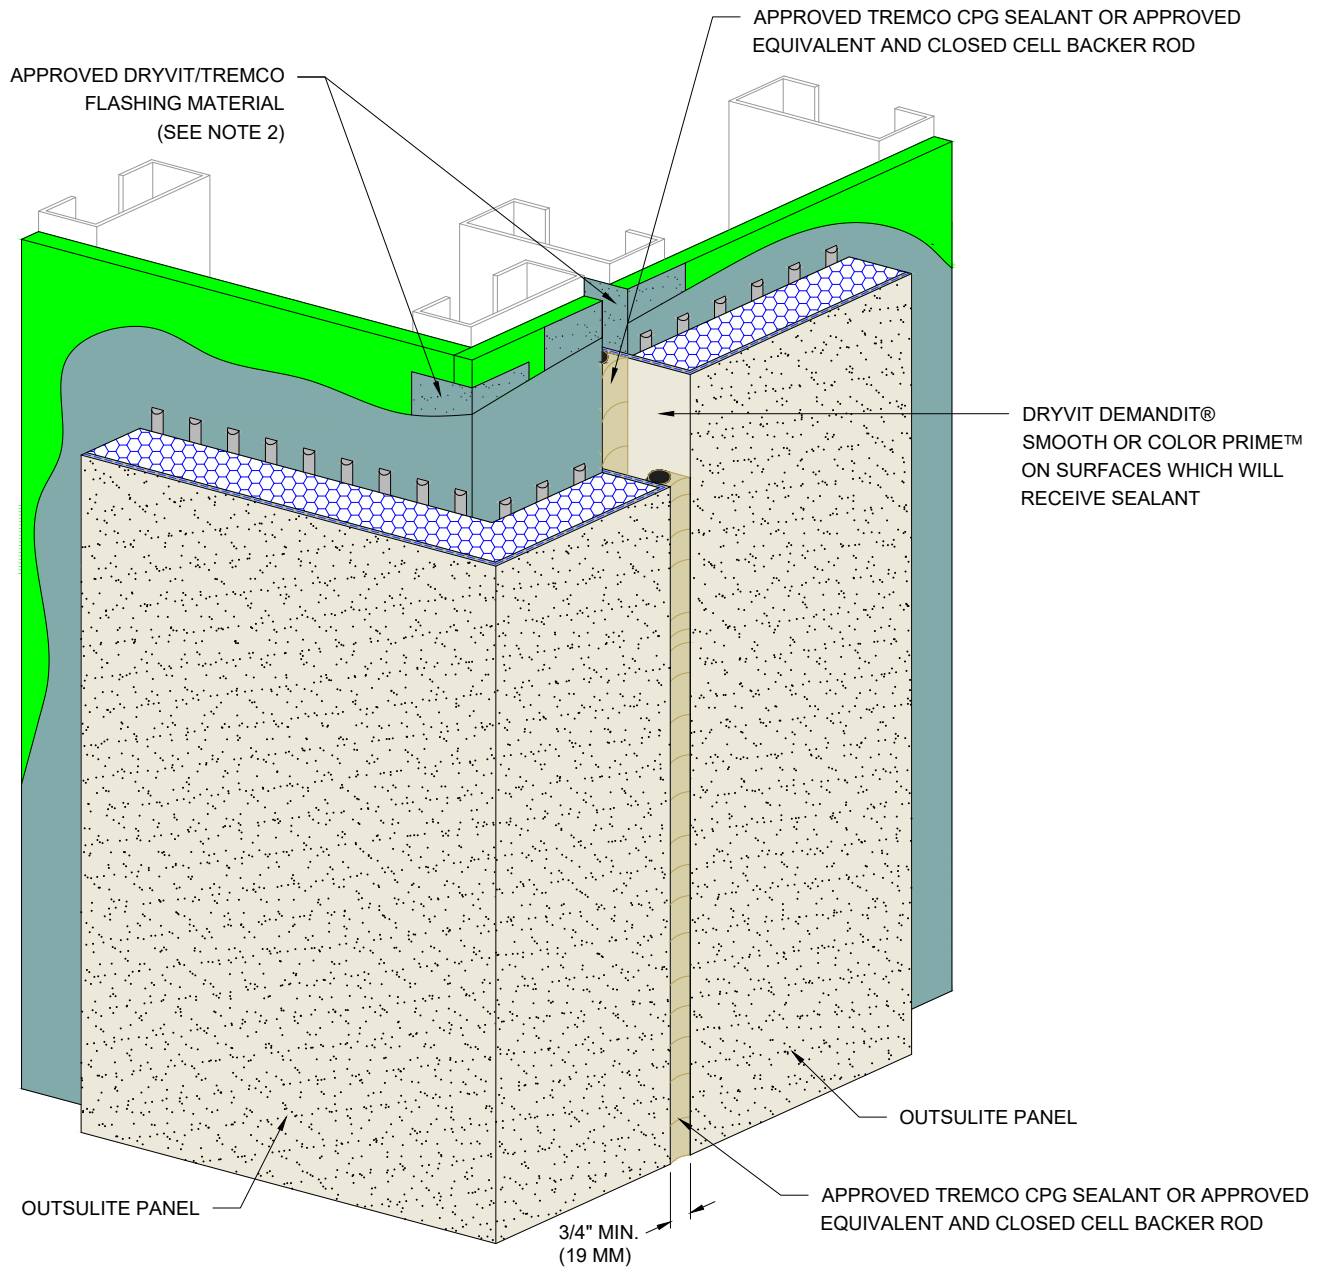 APPROVED TREMCO CPG SEALANT OR APPROVED
EQUIVALENT AND CLOSED CELL BACKER ROD
APPROVED DRYVIT/TREMCO
FLASHING MATERIAL
(SEE NOTE 2)
DRYVIT DEMANDIT®
SMOOTH OR COLOR PRIME™
ON SURFACES WHICH WILL
RECEIVE SEALANT
OUTSULITE PANEL
APPROVED TREMCO CPG SEALANT OR APPROVED
EQUIVALENT AND CLOSED CELL BACKER ROD
OUTSULITE PANEL
3/4" MIN.
(19 MM)